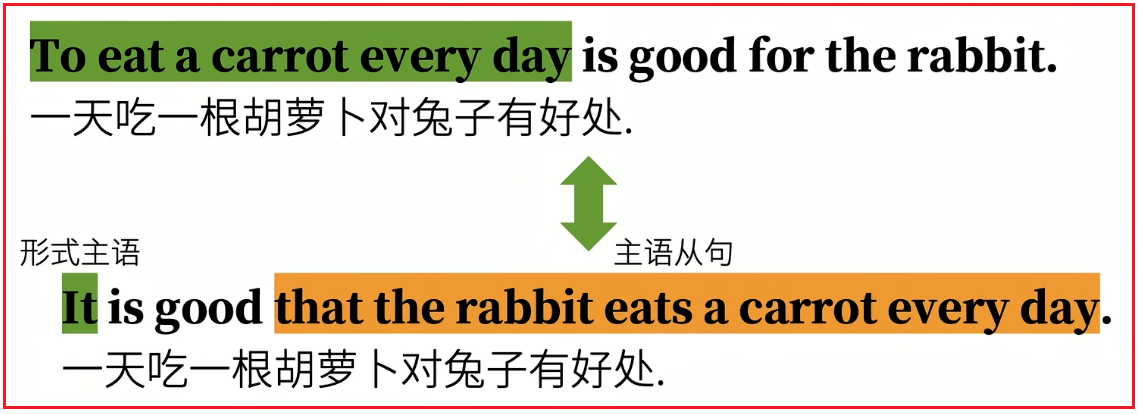 To eat a carrot every day is good for the rabbit.
一天吃一根胡萝卜对兔子有好处.
形式主语 主语从句
It is good that the rabbit eats a carrot every day.
一天吃一根胡萝卜对兔子有好处.